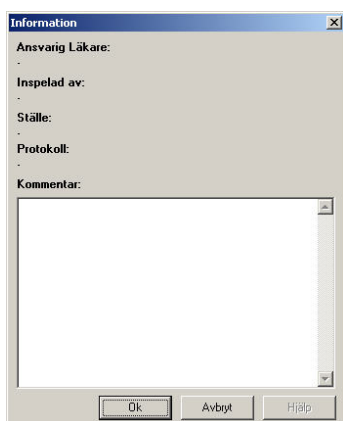 Information
Ansvarig Läkare:
-
Inspelad av:
-
Ställe:
-
Protokoll:
-
Kommentar:
Ok Avbryt Hjälp